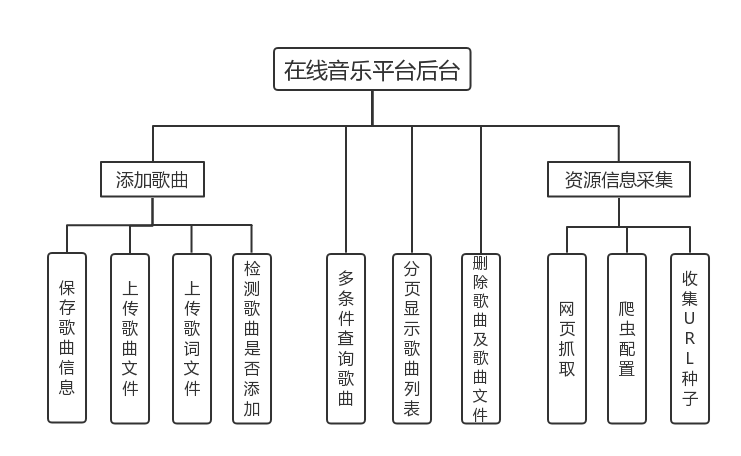 在线音乐平台后台
添加歌曲
资源信息采集
保存歌曲信息
上传歌曲文件
上传歌词文件
检测歌曲是否添加
多条件查询歌曲
分页显示歌曲列表
删除歌曲及歌曲文件
网页抓取
爬虫配置
收集URL种子